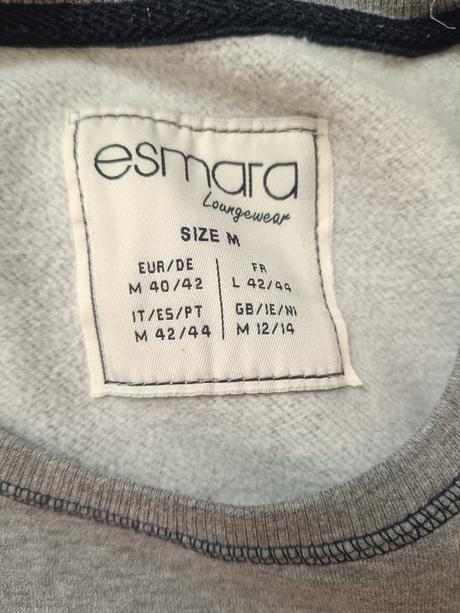 esmara
Loungewear
SIZE M
EUR/DE FR
M 40/42 L 42/44
IT/ES/PT GB/IE/NI
M 42/44 M 12/14